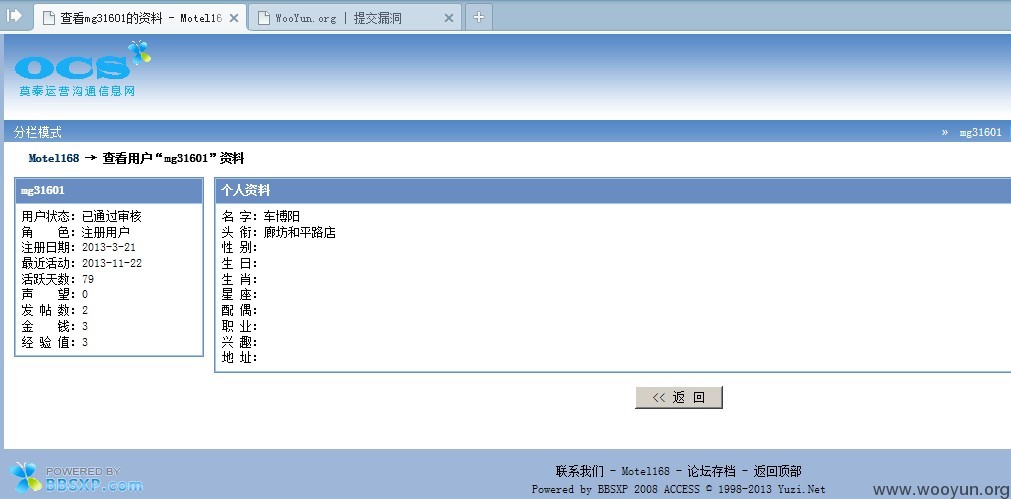 查看mg31601的资料 - Motel16
WooYun.org | 提交漏洞
OCS
莫泰运营沟通信息网
分栏模式
» mg31601
Motel168 → 查看用户“mg31601”资料
mg31601
用户状态：已通过审核
角 色：注册用户
注册日期：2013-3-21
最近活动：2013-11-22
活跃天数：79
声 望：0
发 帖 数：2
金 钱：3
经 验 值：3
个人资料
名 字：车博阳
头 衔：廊坊和平路店
性 别：
生 日：
生 肖：
星 座：
配 偶：
职 业：
兴 趣：
地 址：
<< 返 回
POWERED BY
BBSXP.com
联系我们 - Motel168 - 论坛存档 - 返回顶部
Powered by BBSXP 2008 ACCESS © 1998-2013 Yuzi.Net
www.wooyun.org